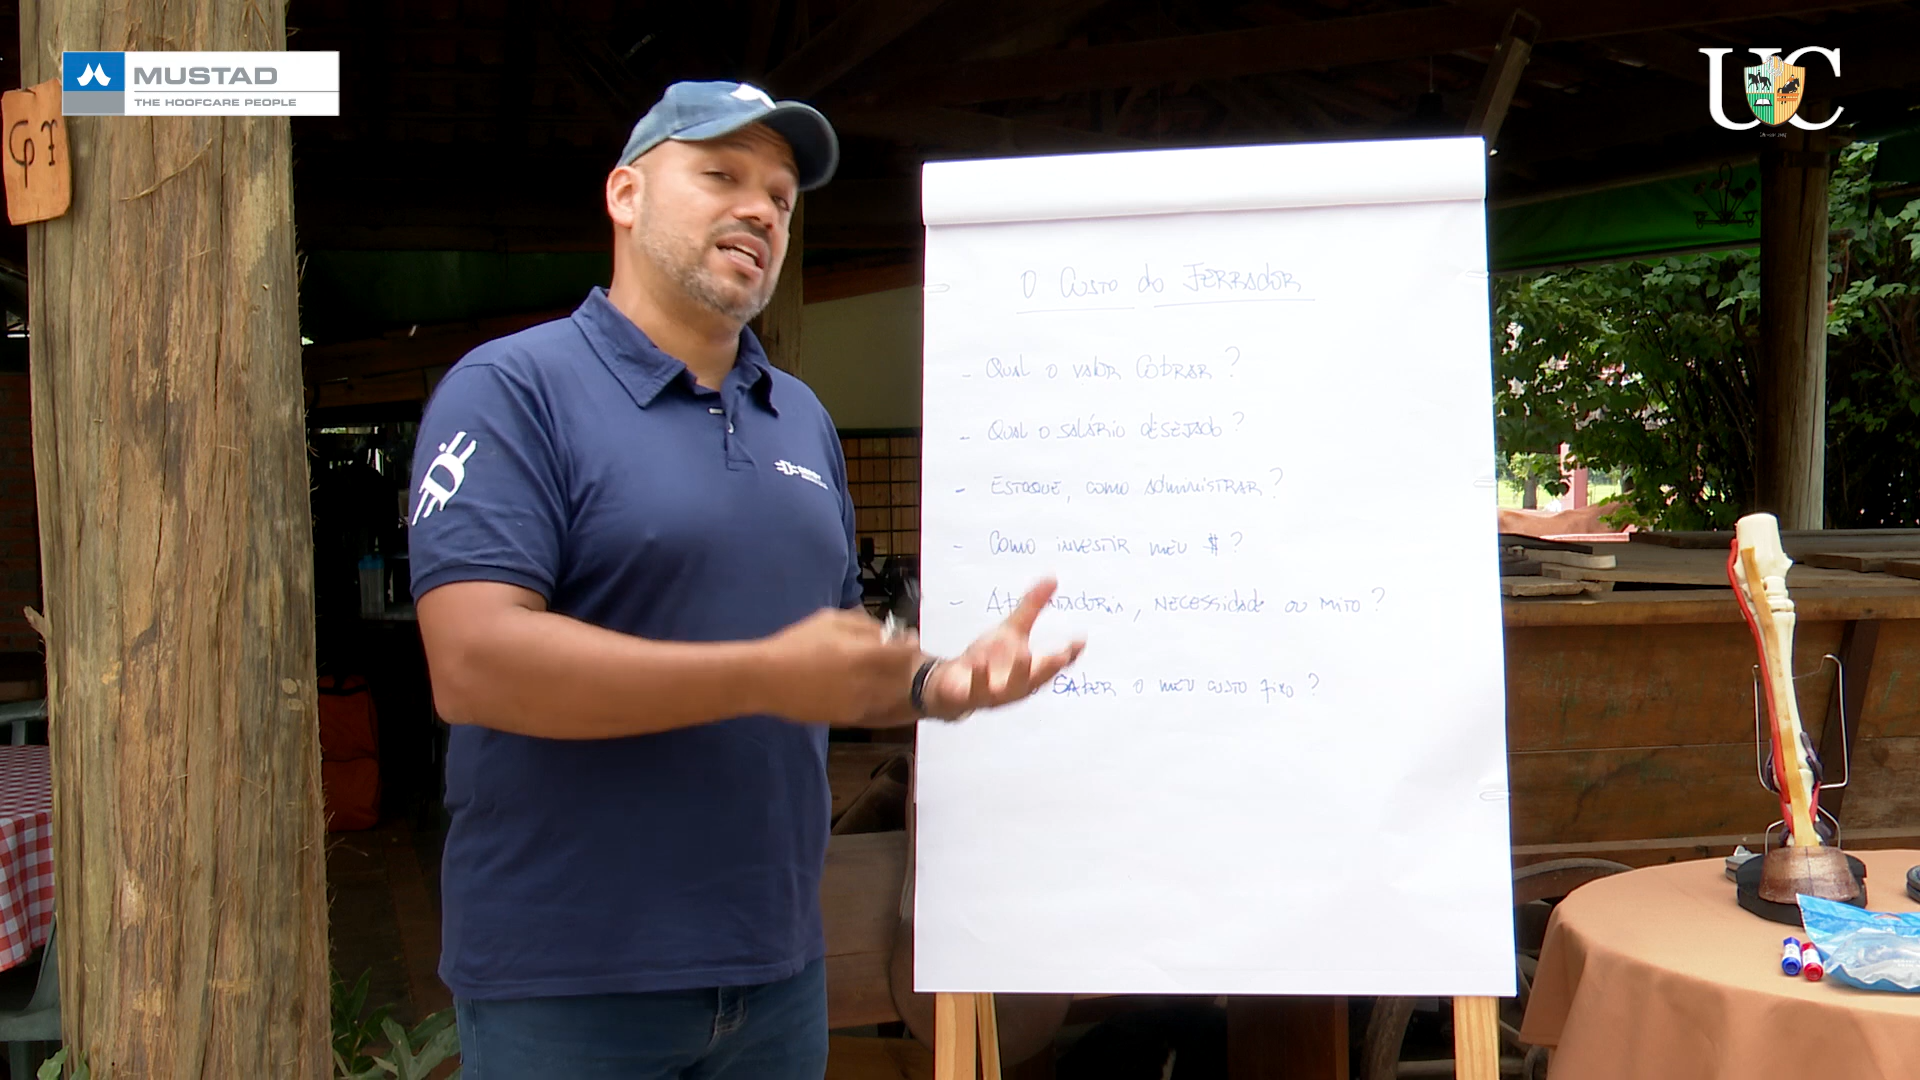 MUSTAD
THE HOOFCARE PEOPLE
UC
O Custo do FERRADOR
- QUAL O VALOR COBRAR?
- QUAL O SALÁRIO DESEJADO?
- ESTOQUE, COMO ADMINISTRAR?
- COMO INVESTIR MEU $?
- NECESSIDADE OU MITO?
SABER O MEU CUSTO FIXO?